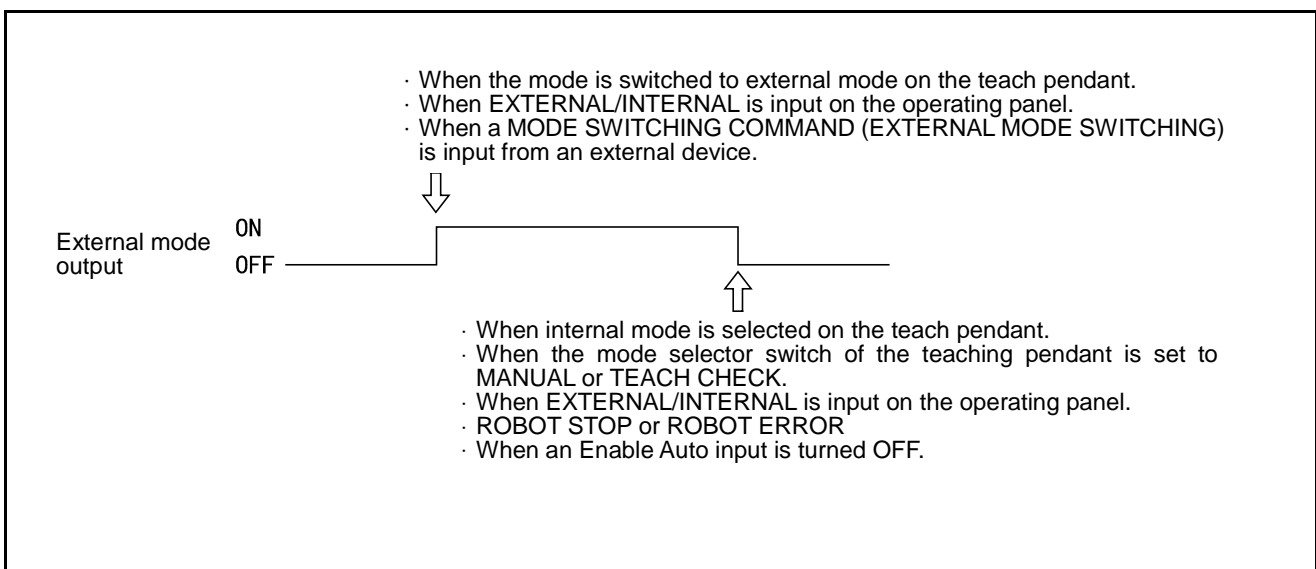 · When the mode is switched to external mode on the teach pendant.
· When EXTERNAL/INTERNAL is input on the operating panel.
· When a MODE SWITCHING COMMAND (EXTERNAL MODE SWITCHING)
is input from an external device.
External mode
output
ON
OFF
· When internal mode is selected on the teach pendant.
· When the mode selector switch of the teaching pendant is set to
MANUAL or TEACH CHECK.
· When EXTERNAL/INTERNAL is input on the operating panel.
· ROBOT STOP or ROBOT ERROR
· When an Enable Auto input is turned OFF.